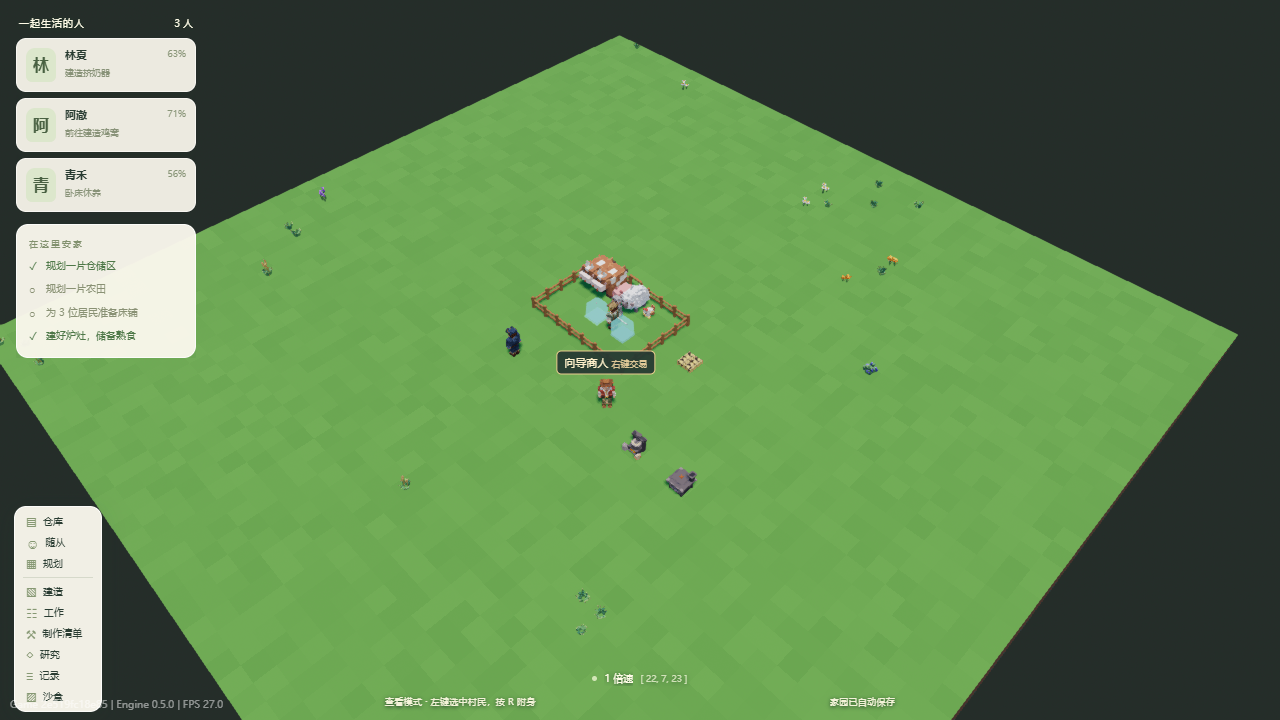 一起生活的人 3 人
林 林夏 63%
建造挤奶器
阿 阿澈 71%
前往建造鸡窝
青 青禾 56%
卧床休养
在这里安家
✓ 规划一片仓储区
○ 规划一片农田
○ 为 3 位居民准备床铺
✓ 建好炉灶，储备熟食
向导商人 右键交易
仓库
随从
规划
建造
工作
制作清单
研究
记录
沙盒
1 倍速 [ 22, 7, 23 ]
| Engine 0.5.0 | FPS 27.0
查看模式 · 左键选中村民，按 R 附身
家园已自动保存